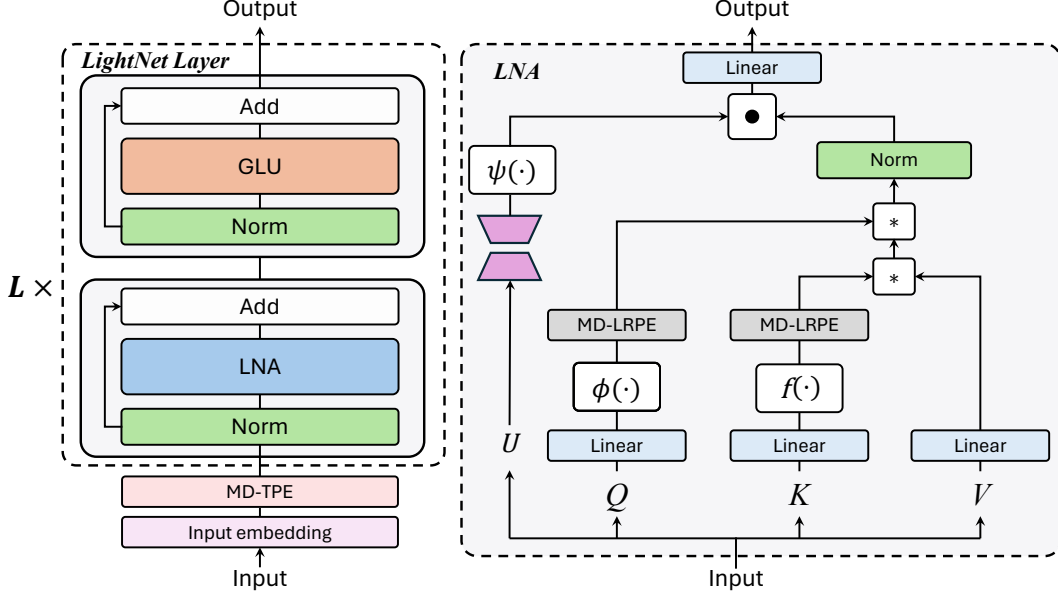 Output
LightNet Layer
Add
GLU
Norm
L ×
Add
LNA
Norm
MD-TPE
Input embedding
Input
Output
LNA
Linear
●
ψ(·)
Norm
*
*
MD-LRPE
MD-LRPE
ϕ(·)
f(·)
U
Linear
Linear
Linear
Q
K
V
Input